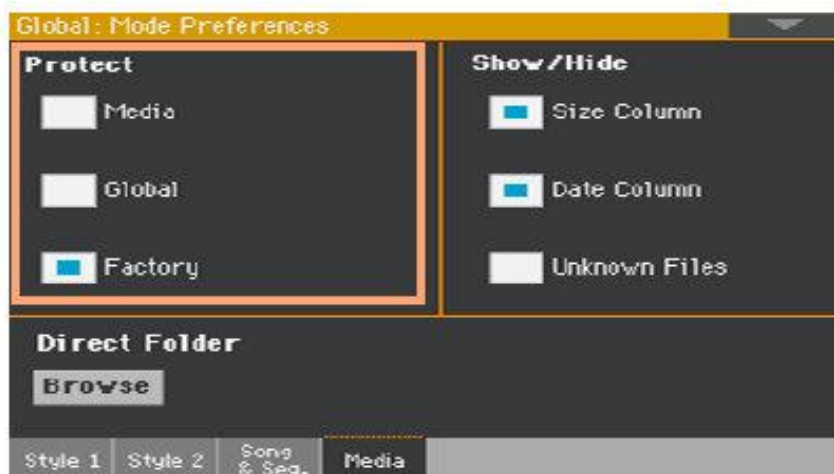 Global: Mode Preferences
Protect
Media
Global
Factory
Show/Hide
Size Column
Date Column
Unknown Files
Direct Folder
Browse
Style 1
Style 2
Song
& Seq.
Media